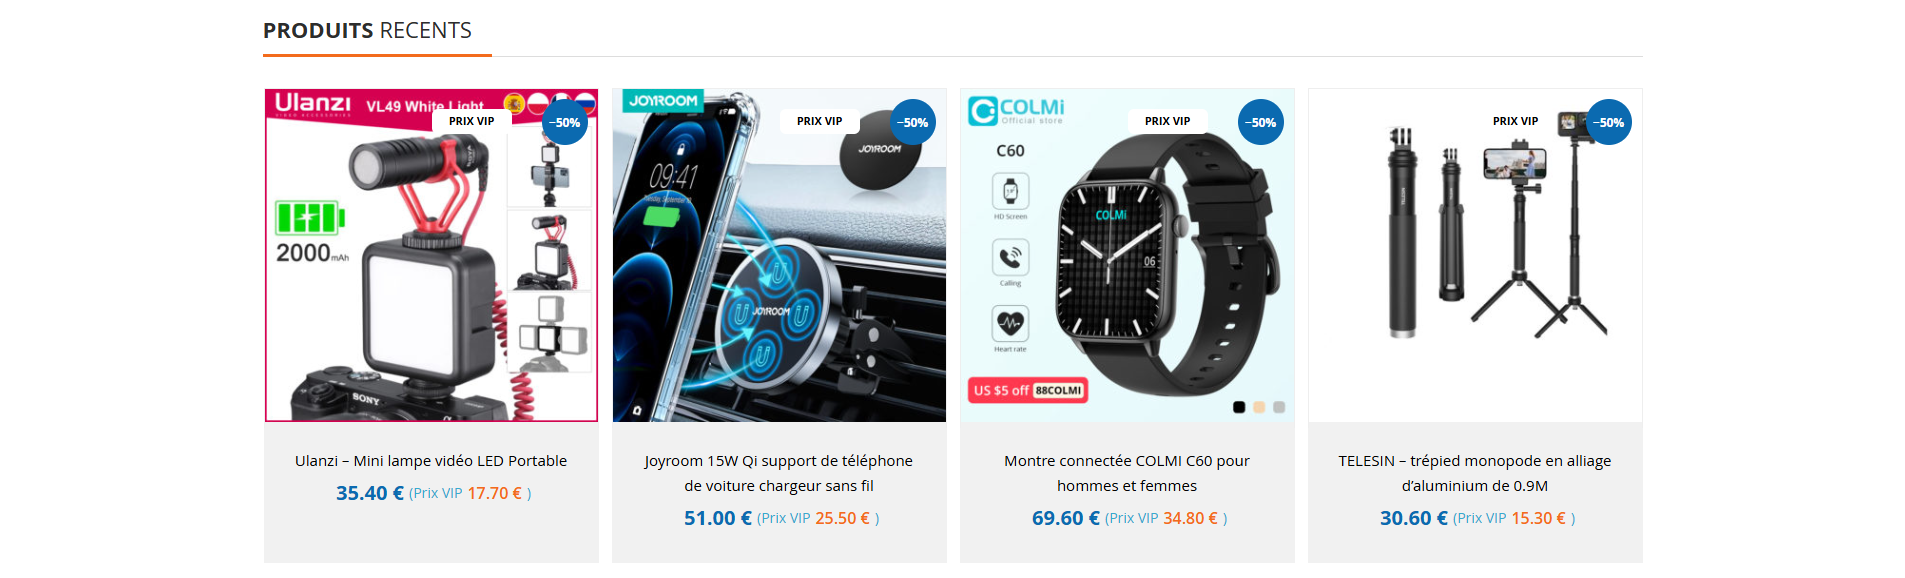 PRODUITS RECENTS
Ulanzi
VIDEO ACCESSORIES
VL49 White Light
PRIX VIP
−50%
BOYA
2000mAh
SONY
JOYROOM
PRIX VIP
−50%
JOYROOM
09:41
JOYROOM
COLMi
Official store
PRIX VIP
−50%
C60
HD Screen
COLMi
06
Calling
Heart rate
US $5 off 88COLMI
PRIX VIP
−50%
Ulanzi – Mini lampe vidéo LED Portable
35.40 € (Prix VIP 17.70 € )
Joyroom 15W Qi support de téléphone
de voiture chargeur sans fil
51.00 € (Prix VIP 25.50 € )
Montre connectée COLMI C60 pour
hommes et femmes
69.60 € (Prix VIP 34.80 € )
TELESIN – trépied monopode en alliage
d’aluminium de 0.9M
30.60 € (Prix VIP 15.30 € )